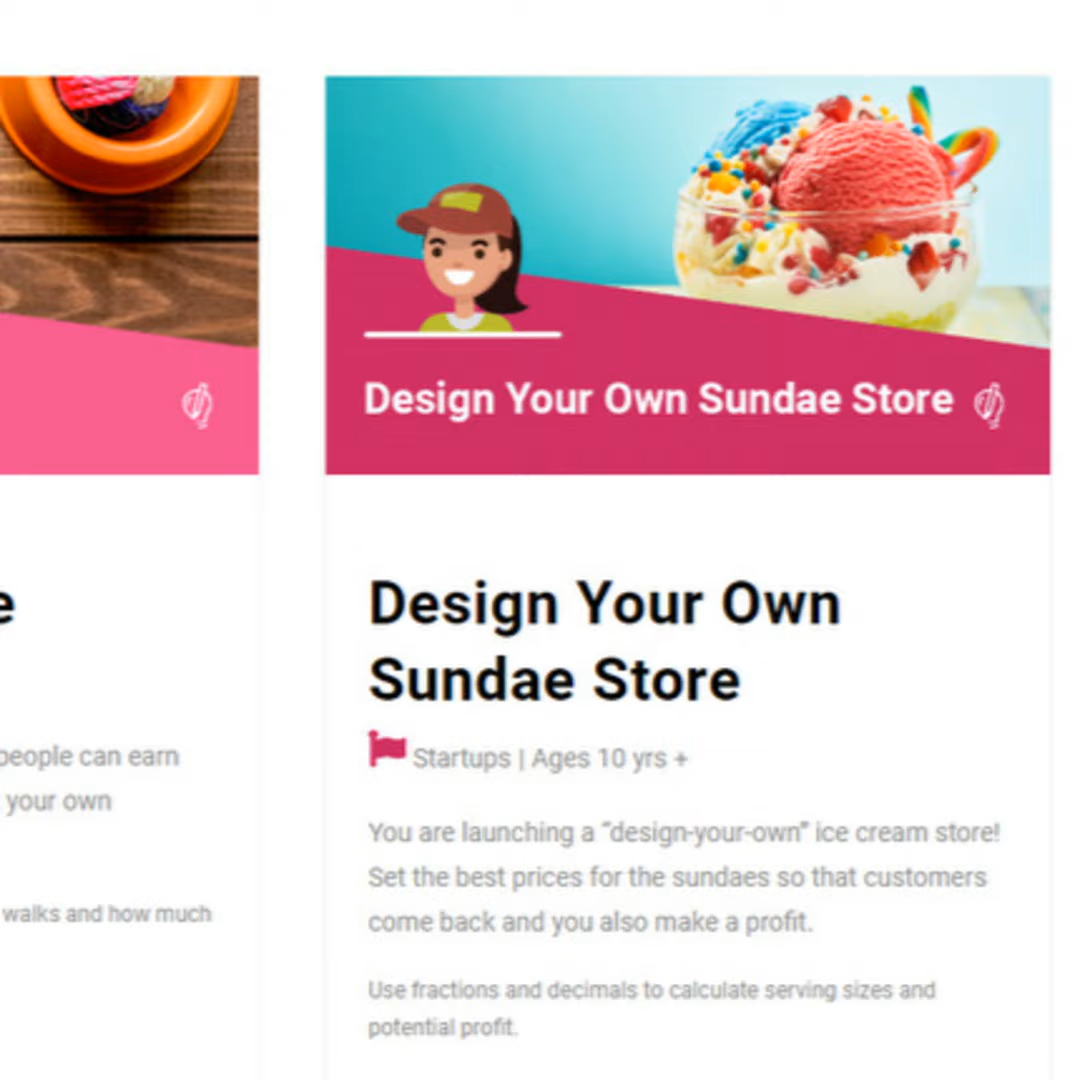 e
people can earn
your own
walks and how much
Design Your Own Sundae Store
Design Your Own
Sundae Store
Startups | Ages 10 yrs +
You are launching a “design-your-own” ice cream store!
Set the best prices for the sundaes so that customers
come back and you also make a profit.
Use fractions and decimals to calculate serving sizes and
potential profit.